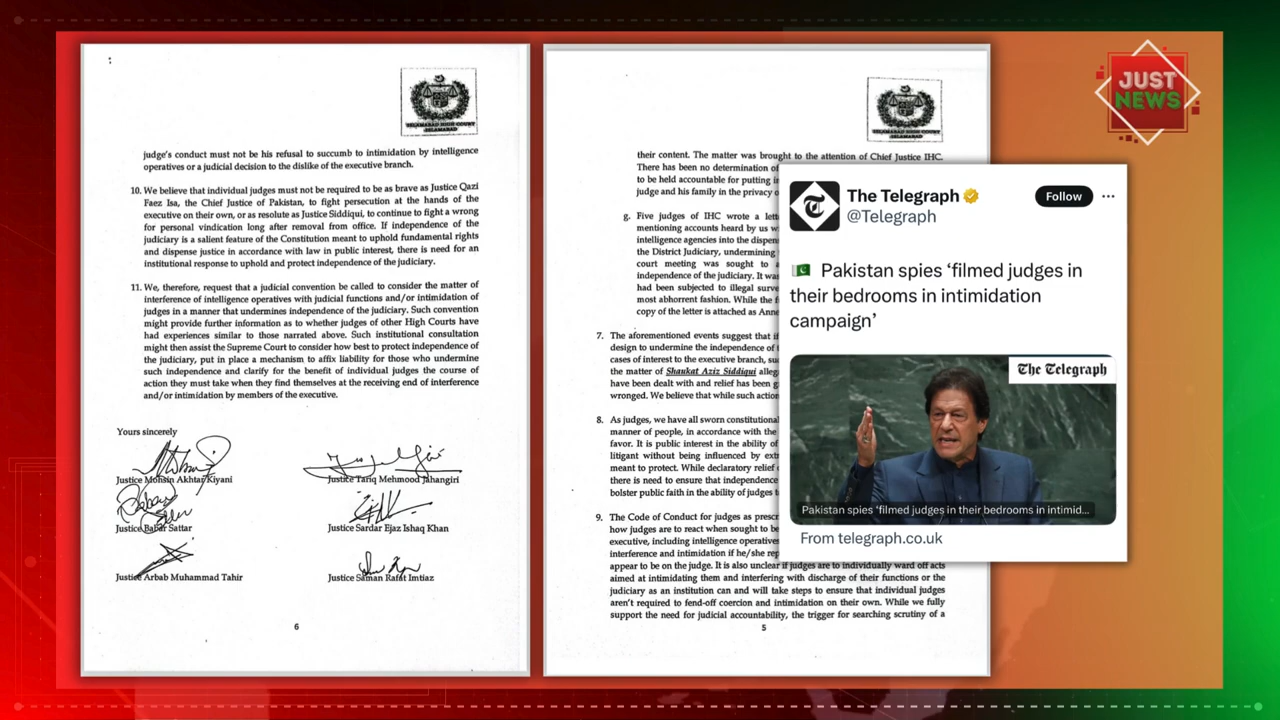 ISLAMABAD HIGH COURT
ISLAMABAD
judge's conduct must not be his refusal to succumb to intimidation by intelligence
operatives or a judicial decision to the dislike of the executive branch.
10. We believe that individual judges must not be required to be as brave as Justice Qazi
Faez Isa, the Chief Justice of Pakistan, to fight persecution at the hands of the
executive on their own, or as resolute as Justice Siddiqui, to continue to fight a wrong
for personal vindication long after removal from office. If independence of the
judiciary is a salient feature of the Constitution meant to uphold fundamental rights
and dispense justice in accordance with law in public interest, there is need for an
institutional response to uphold and protect independence of the judiciary.
11. We, therefore, request that a judicial convention be called to consider the matter of
interference of intelligence operatives with judicial functions and/or intimidation of
judges in a manner that undermines independence of the judiciary. Such convention
might provide further information as to whether judges of other High Courts have
had experiences similar to those narrated above. Such institutional consultation
might then assist the Supreme Court to consider how best to protect independence of
the judiciary, put in place a mechanism to affix liability for those who undermine
such independence and clarify for the benefit of individual judges the course of
action they must take when they find themselves at the receiving end of interference
and/or intimidation by members of the executive.
Yours sincerely
Justice Mohsin Akhtar Kiyani
Justice Tariq Mehmood Jahangiri
Justice Babar Sattar
Justice Sardar Ejaz Ishaq Khan
Justice Arbab Muhammad Tahir
Justice Saman Rafat Imtiaz
6
ISLAMABAD HIGH COURT
ISLAMABAD
their content. The matter was brought to the attention of Chief Justice IHC.
There has been no determination of
to be held accountable for putting
judge and his family in the privacy
g. Five judges of IHC wrote a
mentioning accounts heard by us
intelligence agencies into the
the District Judiciary, undermining
court meeting was sought to
independence of the judiciary. It
had been subjected to illegal
most abhorrent fashion. While the
copy of the letter is attached as
7. The aforementioned events suggest that
design to undermine the independence of
cases of interest to the executive branch,
the matter of Shaukat Aziz Siddiqui
have been dealt with and relief has been
wronged. We believe that while such
8. As judges, we have all sworn constitutional
manner of people, in accordance with the
favor. It is public interest in the ability of
litigant without being influenced by
meant to protect. While declaratory relief
there is need to ensure that independence
bolster public faith in the ability of judges
9. The Code of Conduct for judges as
how judges are to react when sought to be
executive, including intelligence
interference and intimidation if he/she
appear to be on the judge. It is also unclear if judges are to individually ward off acts
aimed at intimidating them and interfering with discharge of their functions or the
judiciary as an institution can and will take steps to ensure that individual judges
aren't required to fend-off coercion and intimidation on their own. While we fully
support the need for judicial accountability, the trigger for searching scrutiny of a
5
JUST
NEWS
The Telegraph
@Telegraph
Follow
Pakistan spies ‘filmed judges in
their bedrooms in intimidation
campaign’
The Telegraph
Pakistan spies ‘filmed judges in their bedrooms in intimid...
From telegraph.co.uk